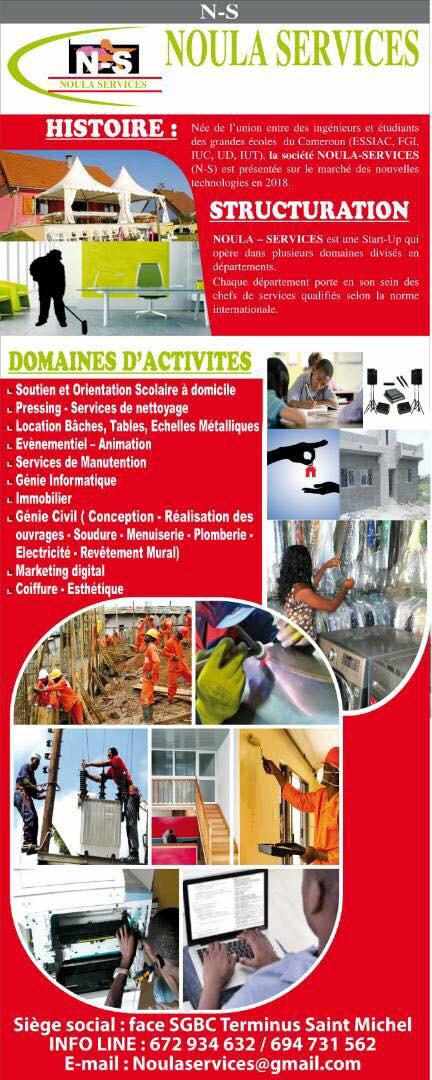 N-S
N-S
NOULA SERVICES
NOULA SERVICES
HISTOIRE :
Née de l'union entre des ingénieurs et étudiants
des grandes écoles du Cameroun (ESSIAC, FGI,
IUC, UD, IUT), la société NOULA-SERVICES
(N-S) est présentée sur le marché des nouvelles
technologies en 2018.
STRUCTURATION
NOULA – SERVICES est une Start-Up qui
opère dans plusieurs domaines divisés en
départements.
Chaque département porte en son sein des
chefs de services qualifiés selon la norme
internationale.
DOMAINES D'ACTIVITES
Soutien et Orientation Scolaire à domicile
Pressing - Services de nettoyage
Location Bâches, Tables, Echelles Métalliques
Evènementiel – Animation
Services de Manutention
Génie Informatique
Immobilier
Génie Civil ( Conception - Réalisation des
ouvrages - Soudure - Menuiserie - Plomberie -
Electricité - Revêtement Mural)
Marketing digital
Coiffure - Esthétique
Siège social : face SGBC Terminus Saint Michel
INFO LINE : 672 934 632 / 694 731 562
E-mail : Noulaservices@gmail.com